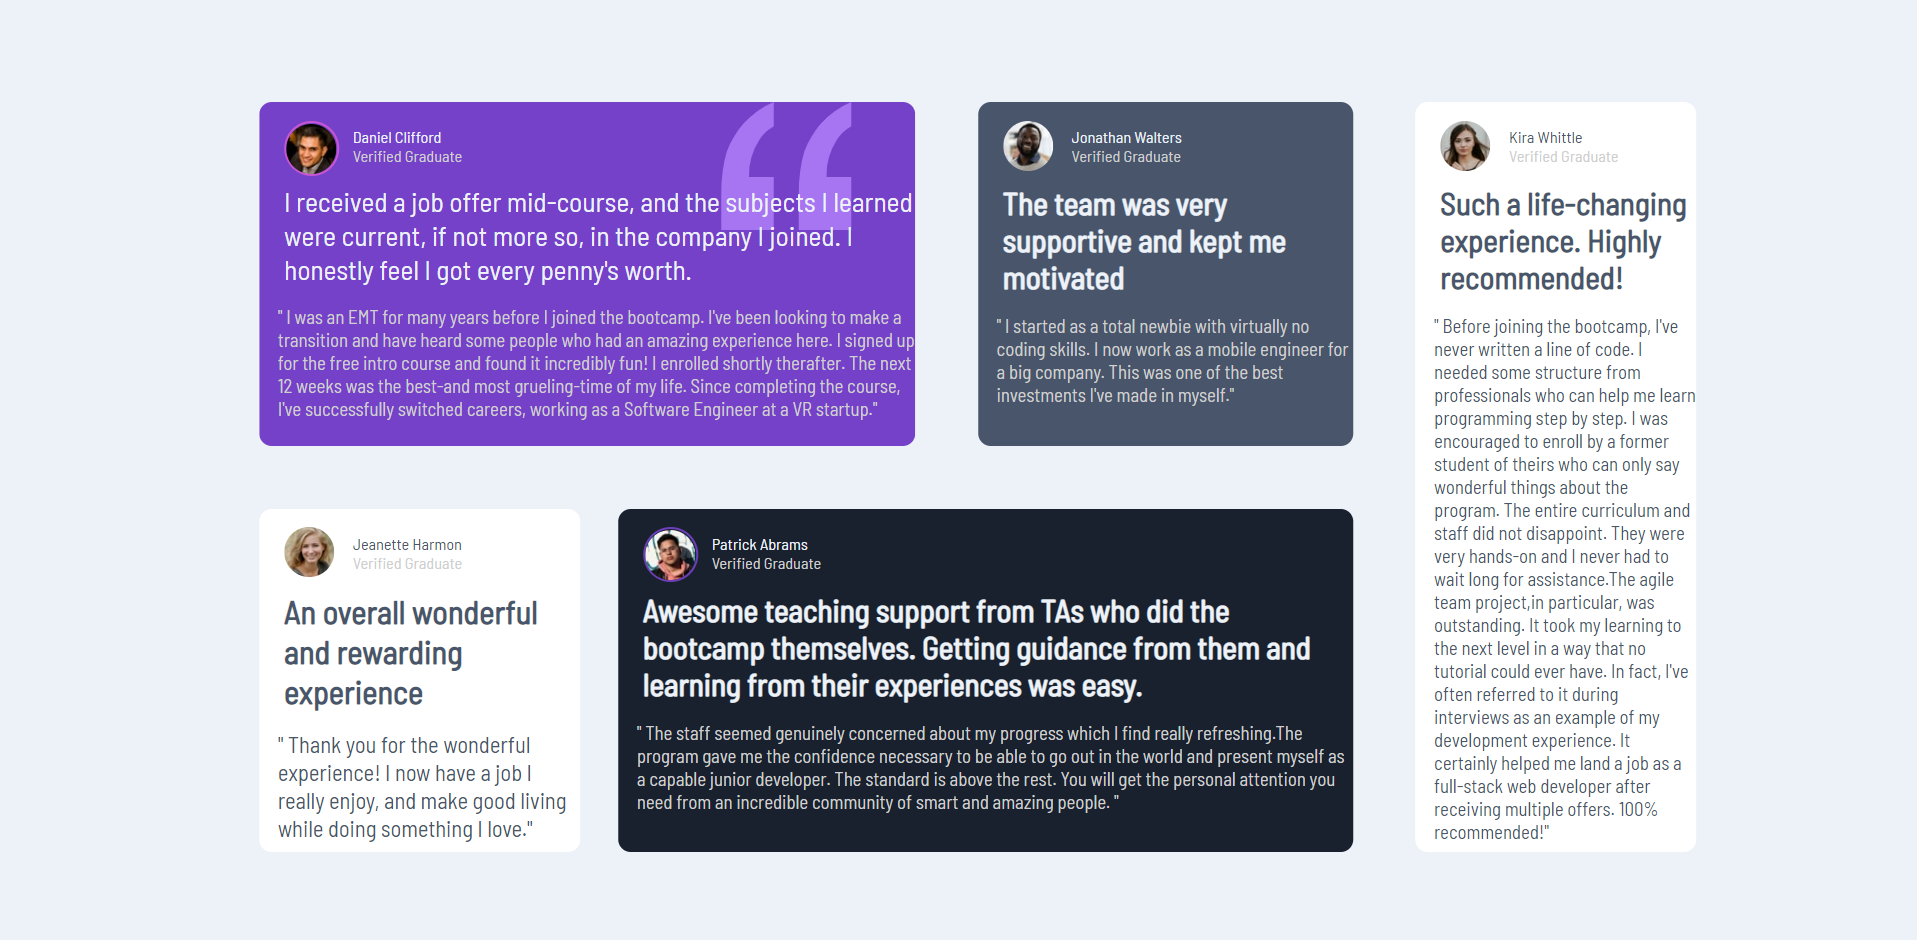 Daniel Clifford
Verified Graduate
I received a job offer mid-course, and the subjects I learned
were current, if not more so, in the company I joined. I
honestly feel I got every penny's worth.
" I was an EMT for many years before I joined the bootcamp. I've been looking to make a
transition and have heard some people who had an amazing experience here. I signed up
for the free intro course and found it incredibly fun! I enrolled shortly therafter. The next
12 weeks was the best-and most grueling-time of my life. Since completing the course,
I've successfully switched careers, working as a Software Engineer at a VR startup."
Jonathan Walters
Verified Graduate
The team was very
supportive and kept me
motivated
" I started as a total newbie with virtually no
coding skills. I now work as a mobile engineer for
a big company. This was one of the best
investments I've made in myself."
Kira Whittle
Verified Graduate
Such a life-changing
experience. Highly
recommended!
" Before joining the bootcamp, I've
never written a line of code. I
needed some structure from
professionals who can help me learn
programming step by step. I was
encouraged to enroll by a former
student of theirs who can only say
wonderful things about the
program. The entire curriculum and
staff did not disappoint. They were
very hands-on and I never had to
wait long for assistance.The agile
team project,in particular, was
outstanding. It took my learning to
the next level in a way that no
tutorial could ever have. In fact, I've
often referred to it during
interviews as an example of my
development experience. It
certainly helped me land a job as a
full-stack web developer after
receiving multiple offers. 100%
recommended!"
Jeanette Harmon
Verified Graduate
An overall wonderful
and rewarding
experience
" Thank you for the wonderful
experience! I now have a job I
really enjoy, and make good living
while doing something I love."
Patrick Abrams
Verified Graduate
Awesome teaching support from TAs who did the
bootcamp themselves. Getting guidance from them and
learning from their experiences was easy.
" The staff seemed genuinely concerned about my progress which I find really refreshing.The
program gave me the confidence necessary to be able to go out in the world and present myself as
a capable junior developer. The standard is above the rest. You will get the personal attention you
need from an incredible community of smart and amazing people. "